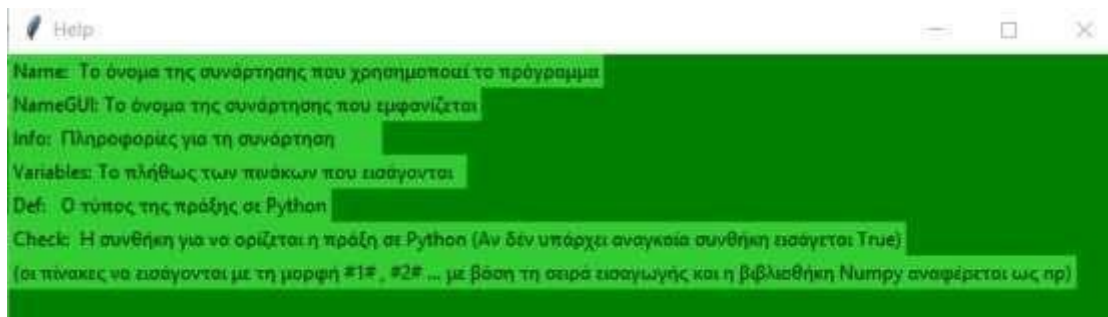 Help
Name: Το όνομα της συνάρτησης που χρησημοποιεί το πρόγραμμα
NameGUI: Το όνομα της συνάρτησης που εμφανίζεται
Info: Πληροφορίες για τη συνάρτηση
Variables: Το πλήθως των πινάκων που εισάγονται
Def: Ο τύπος της πράξης σε Python
Check: Η συνθήκη για να ορίζεται η πράξη σε Python (Αν δέν υπάρχει αναγκαία συνθήκη εισάγεται True)
(οι πίνακες να εισάγονται με τη μορφή #1# , #2# ... με βάση τη σειρά εισαγωγής και η βιβλιοθήκη Numpy αναφέρεται ως np)